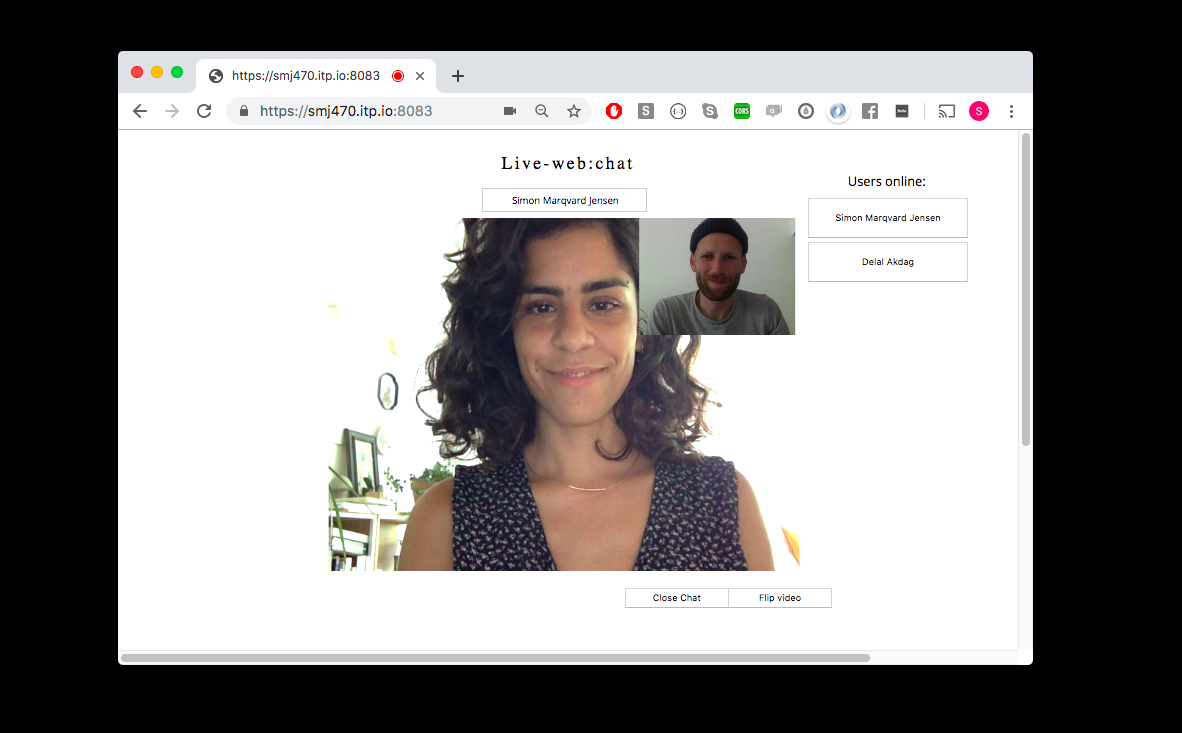 https://smj470.itp.io:8083
https://smj470.itp.io:8083
CORS
S
Live-web:chat
Simon Marqvard Jensen
Users online:
Simon Marqvard Jensen
Delal Akdag
Close Chat
Flip video